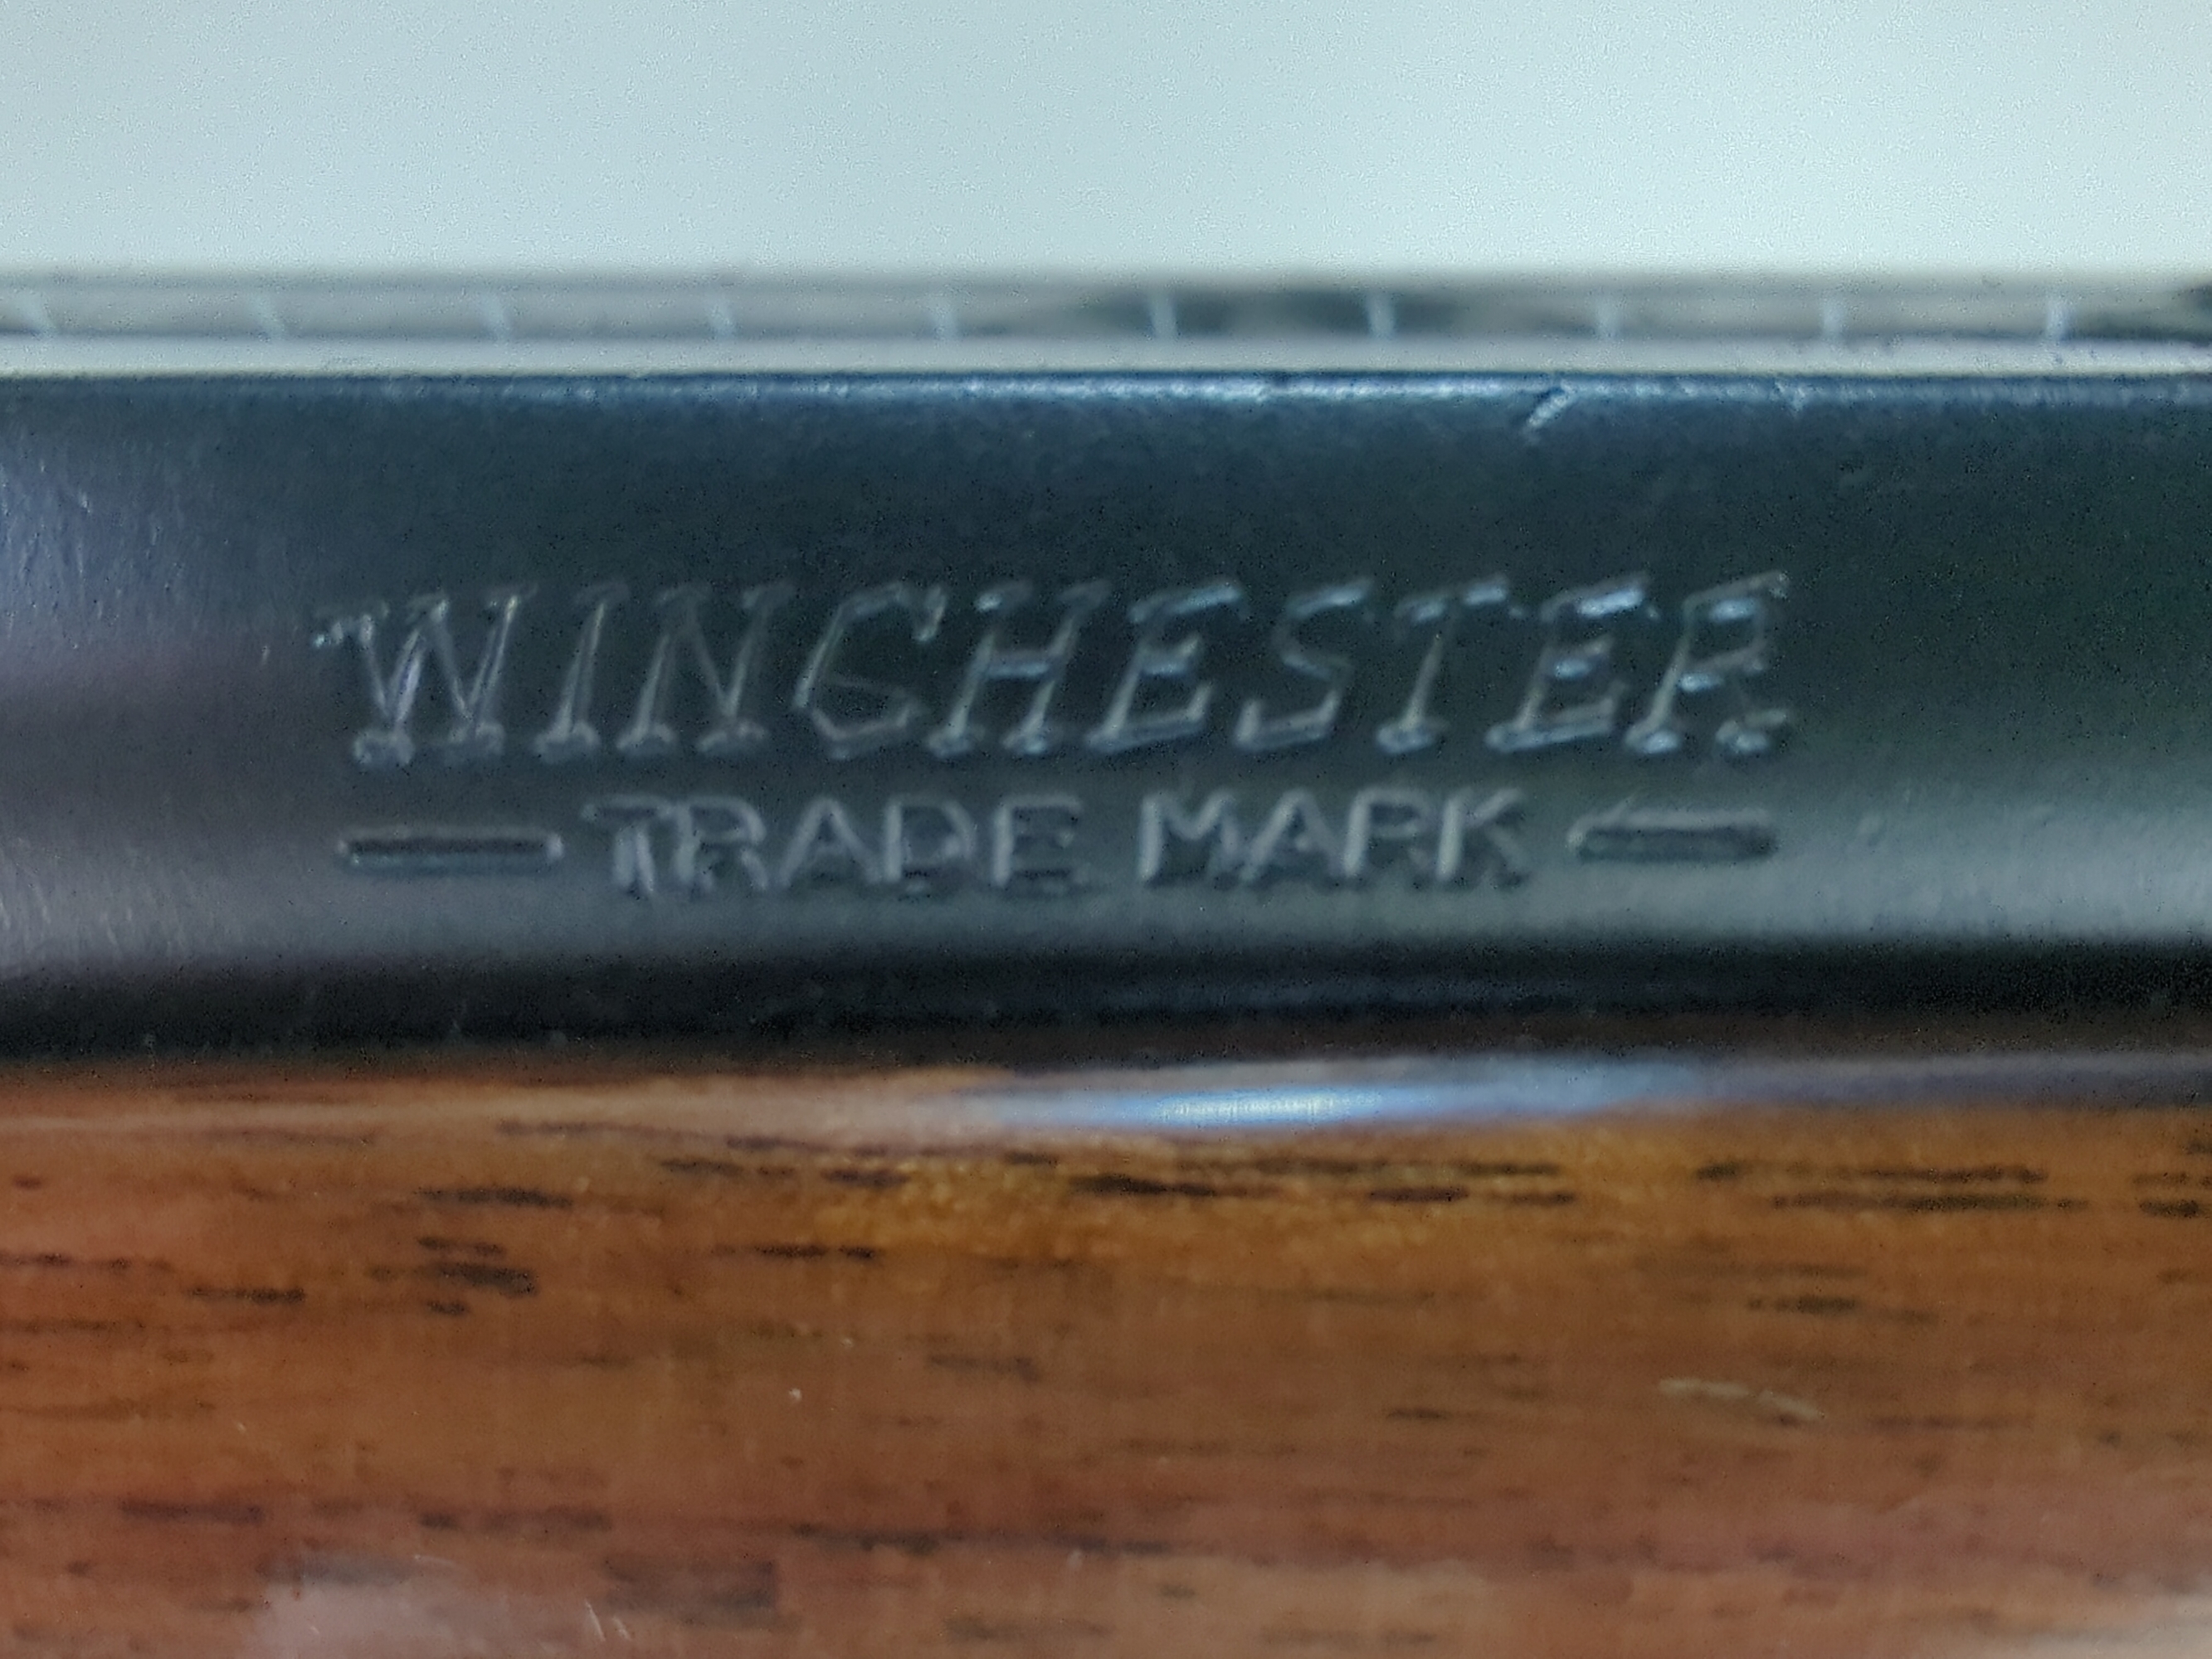 WINCHESTER
— TRADE MARK —